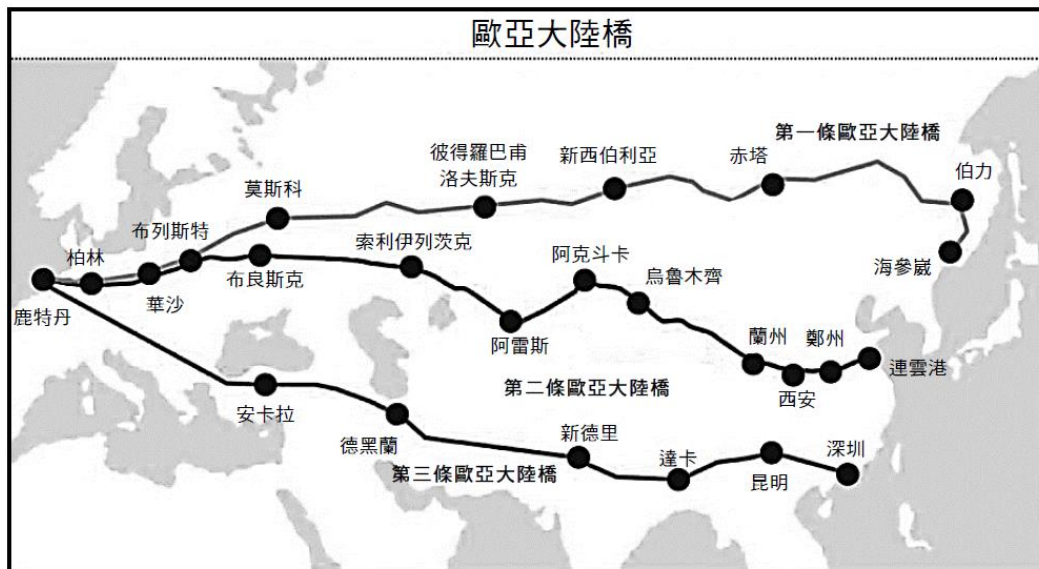 歐亞大陸橋
第一條歐亞大陸橋
彼得羅巴甫
洛夫斯克
新西伯利亞
赤塔
伯力
莫斯科
海參崴
布列斯特
柏林
索利伊列茨克
阿克斗卡
烏魯木齊
布良斯克
華沙
鹿特丹
阿雷斯
蘭州
鄭州
連雲港
西安
第二條歐亞大陸橋
安卡拉
德黑蘭
新德里
達卡
昆明
深圳
第三條歐亞大陸橋